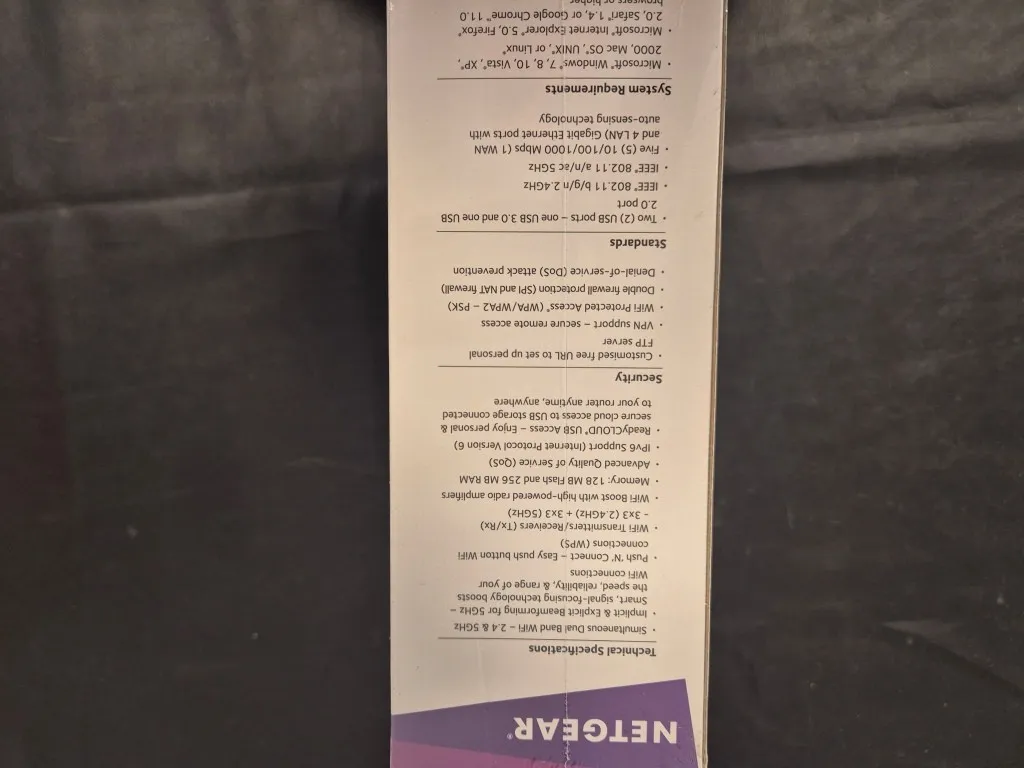 NETGEAR®
Technical Specifications
• Simultaneous Dual Band WiFi – 2.4 & 5GHz
• Implicit & Explicit Beamforming for 5GHz –
Smart, signal-focusing technology boosts
the speed, reliability, & range of your
WiFi connections
• Push 'N' Connect – Easy push button WiFi
connections (WPS)
• WiFi Transmitters/Receivers (Tx/Rx)
- 3x3 (2.4GHz) + 3x3 (5GHz)
• WiFi Boost with high-powered radio amplifiers
• Memory: 128 MB Flash and 256 MB RAM
• Advanced Quality of Service (QoS)
• IPv6 Support (Internet Protocol Version 6)
• ReadyCLOUD® USB Access – Enjoy personal &
secure cloud access to USB storage connected
to your router anytime, anywhere
Security
• Customised free URL to set up personal
FTP server
• VPN support – secure remote access
• WiFi Protected Access® (WPA/WPA2 – PSK)
• Double firewall protection (SPI and NAT firewall)
• Denial-of-service (DoS) attack prevention
Standards
• Two (2) USB ports – one USB 3.0 and one USB
2.0 port
• IEEE® 802.11 b/g/n 2.4GHz
• IEEE® 802.11 a/n/ac 5GHz
• Five (5) 10/100/1000 Mbps (1 WAN
and 4 LAN) Gigabit Ethernet ports with
auto-sensing technology
System Requirements
• Microsoft® Windows® 7, 8, 10, Vista®, XP®,
2000, Mac OS®, UNIX®, or Linux®
• Microsoft® Internet Explorer® 5.0, Firefox®
2.0, Safari® 1.4, or Google Chrome™ 11.0
browsers or higher